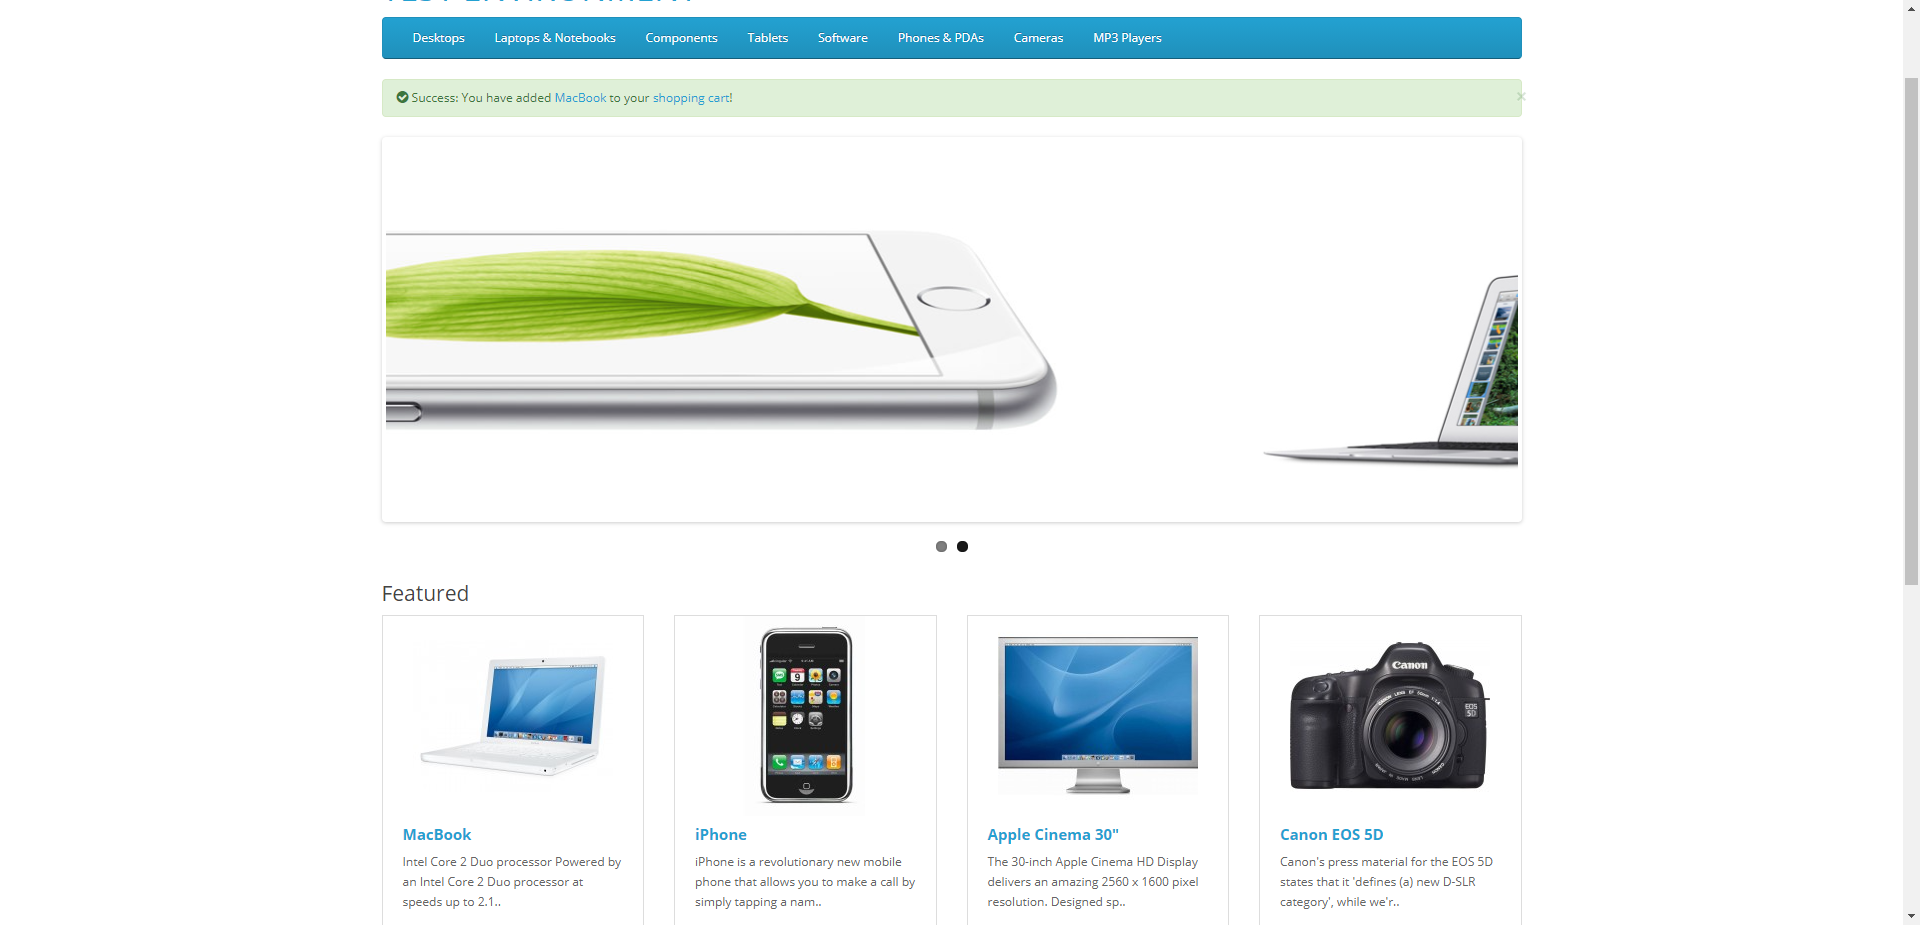 Desktops Laptops & Notebooks Components Tablets Software Phones & PDAs Cameras MP3 Players
Success: You have added MacBook to your shopping cart!
×
Featured
Canon
EOS
5D
MacBook
Intel Core 2 Duo processor Powered by
an Intel Core 2 Duo processor at
speeds up to 2.1..
iPhone
iPhone is a revolutionary new mobile
phone that allows you to make a call by
simply tapping a nam..
Apple Cinema 30"
The 30-inch Apple Cinema HD Display
delivers an amazing 2560 x 1600 pixel
resolution. Designed sp..
Canon EOS 5D
Canon's press material for the EOS 5D
states that it 'defines (a) new D-SLR
category', while we'r..